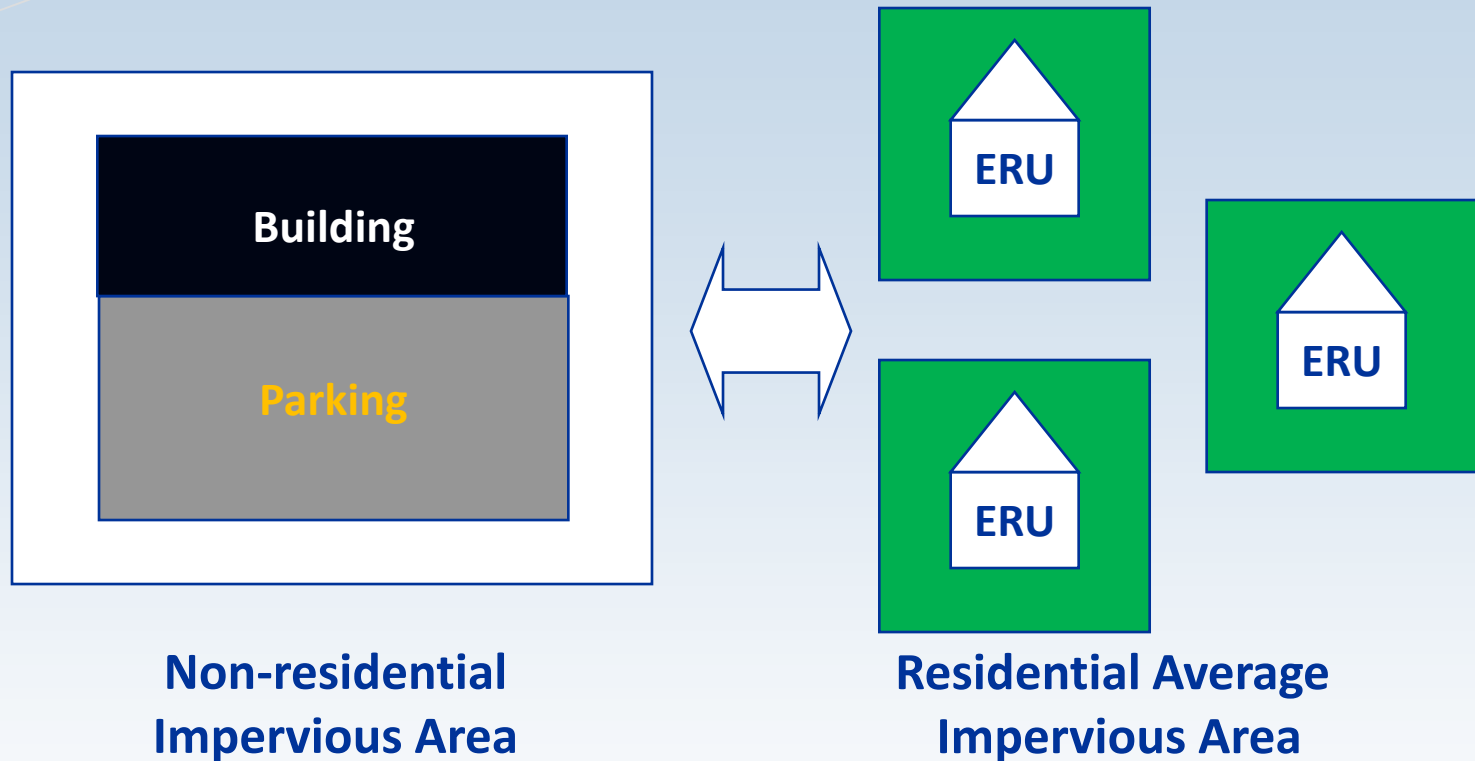 Building
Parking
Non-residential
Impervious Area
ERU
ERU
ERU
Residential Average
Impervious Area